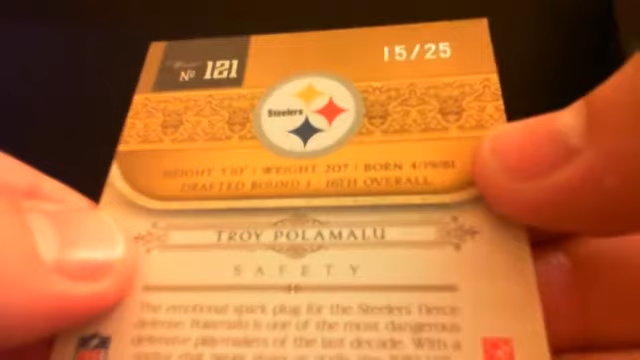 Nº 121
15/25
Steelers
HEIGHT 5'10" | WEIGHT 207 | BORN 4/19/81
DRAFTED ROUND 1 16TH OVERALL
TROY POLAMALU
SAFETY
The emotional spark plug for the Steelers' fierce
defense Polamalu is one of the most dangerous
defensive playmakers of the last decade. With a